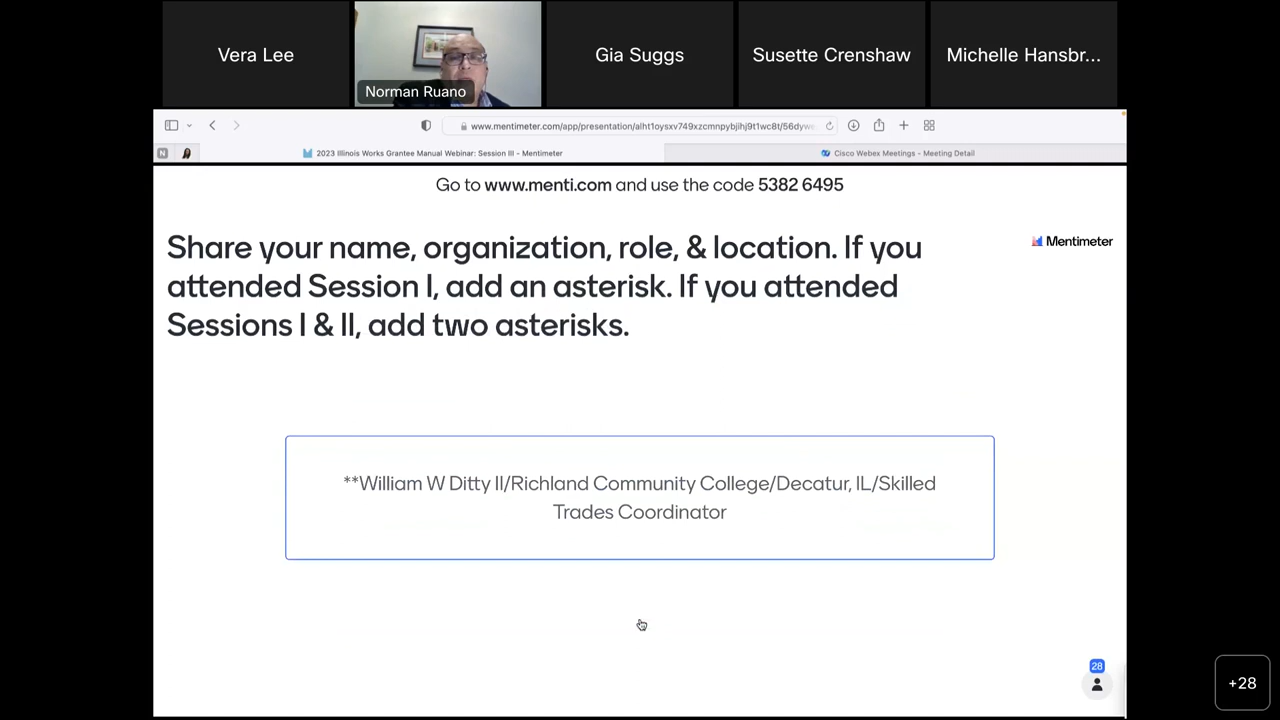 Vera Lee
Norman Ruano
Gia Suggs
Susette Crenshaw
Michelle Hansbr...
2023 Illinois Works Grantee Manual Webinar: Session III - Mentimeter
Cisco Webex Meetings - Meeting Detail
Go to www.menti.com and use the code 5382 6495
Share your name, organization, role, & location. If you
attended Session I, add an asterisk. If you attended
Sessions I & II, add two asterisks.
Mentimeter
**William W Ditty II/Richland Community College/Decatur, IL/Skilled
Trades Coordinator
28
+28